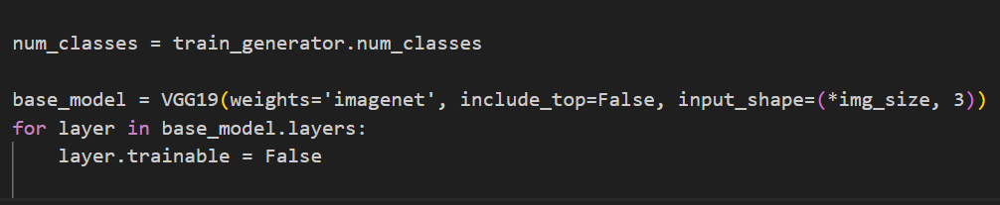 num_classes = train_generator.num_classes
base_model = VGG19(weights='imagenet', include_top=False, input_shape=(*img_size, 3))
for layer in base_model.layers:
    layer.trainable = False